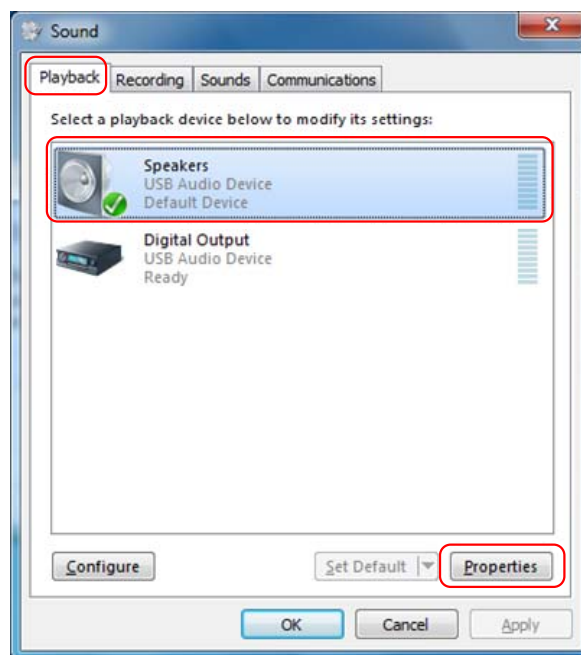 Sound
Playback Recording Sounds Communications
Select a playback device below to modify its settings:
Speakers
USB Audio Device
Default Device
Digital Output
USB Audio Device
Ready
Configure Set Default Properties
OK Cancel Apply